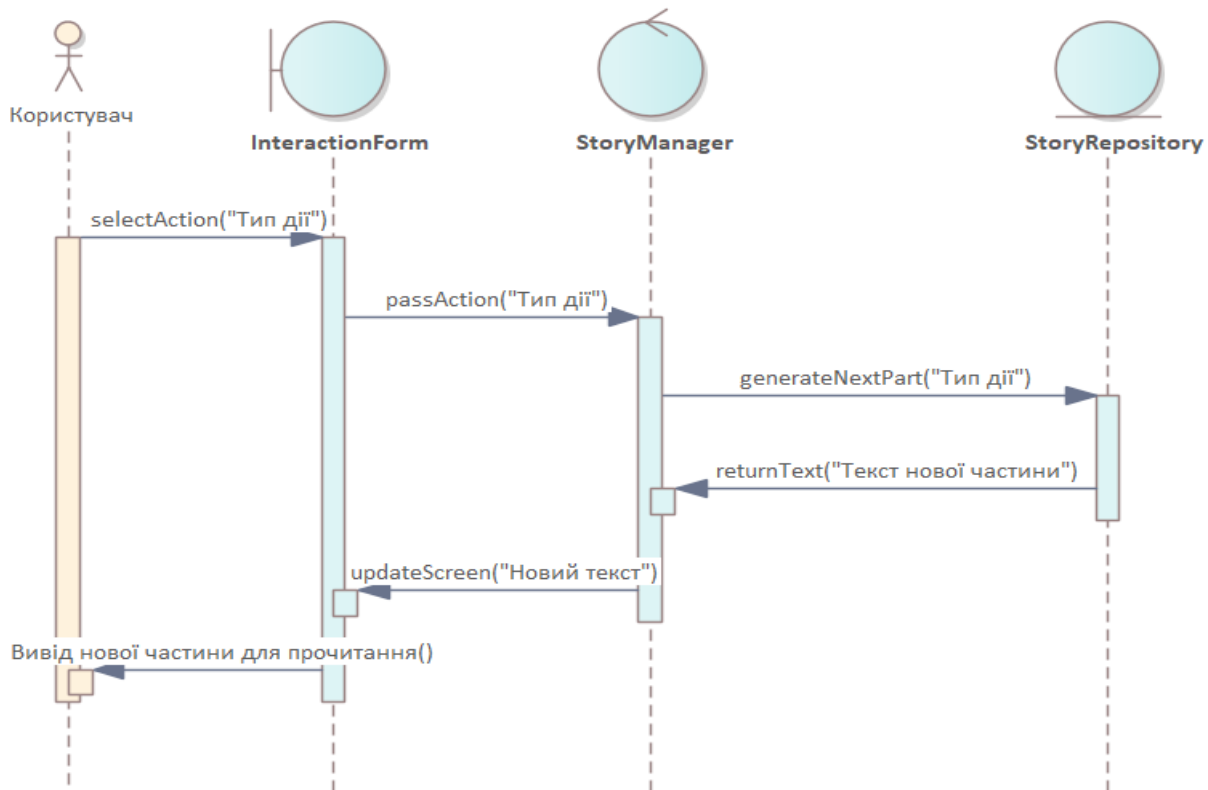 Користувач
InteractionForm
StoryManager
StoryRepository
selectAction("Тип дії")
passAction("Тип дії")
generateNextPart("Тип дії")
returnText("Текст нової частини")
updateScreen("Новий текст")
Вивід нової частини для прочитання()